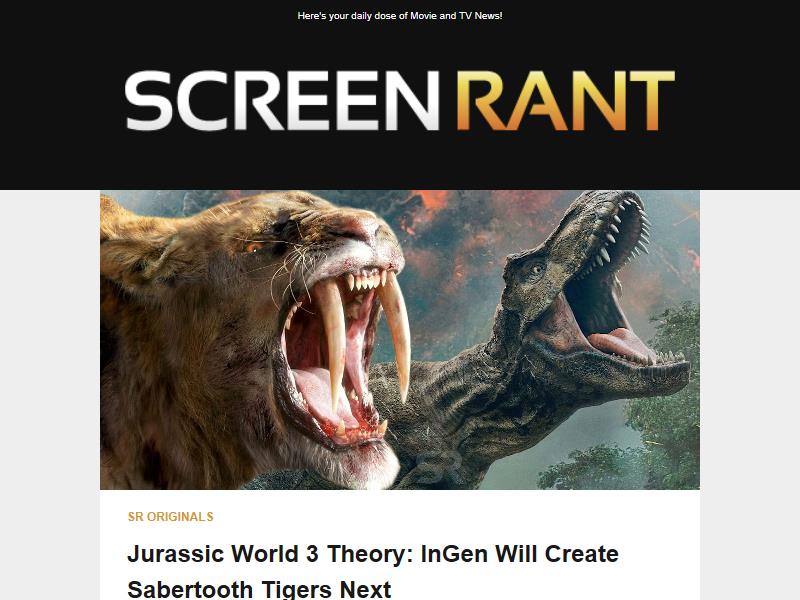 Here's your daily dose of Movie and TV News!
SCREEN RANT
SR
SR ORIGINALS
Jurassic World 3 Theory: InGen Will Create
Sabertooth Tigers Next